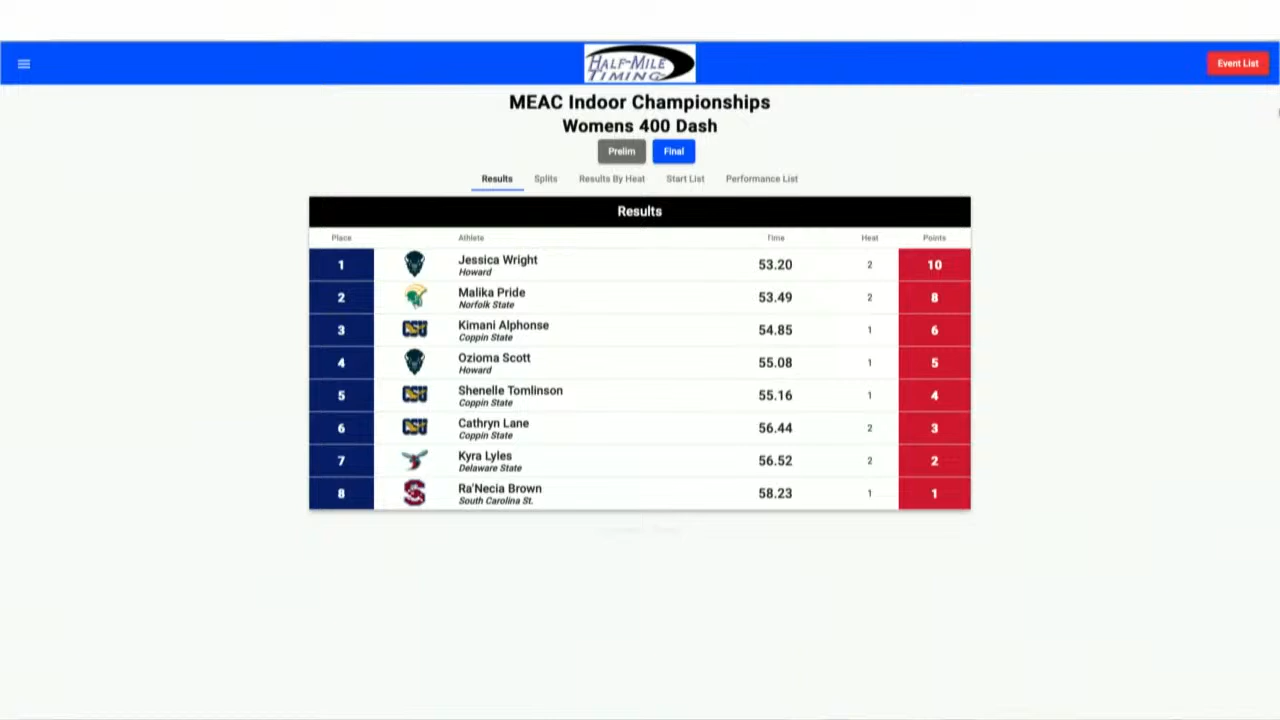 HALF-MILE
TIMING
Event List
MEAC Indoor Championships
Womens 400 Dash
Prelim Final
Results Splits Results By Heat Start List Performance List
Results
Place Athlete Time Heat Points
1 Jessica Wright 53.20 2 10
Howard
2 Malika Pride 53.49 2 8
Norfolk State
3 CSU Kimani Alphonse 54.85 1 6
Coppin State
4 Ozioma Scott 55.08 1 5
Howard
5 CSU Shenelle Tomlinson 55.16 1 4
Coppin State
6 CSU Cathryn Lane 56.44 2 3
Coppin State
7 Kyra Lyles 56.52 2 2
Delaware State
8 Ra'Necia Brown 58.23 1 1
South Carolina St.